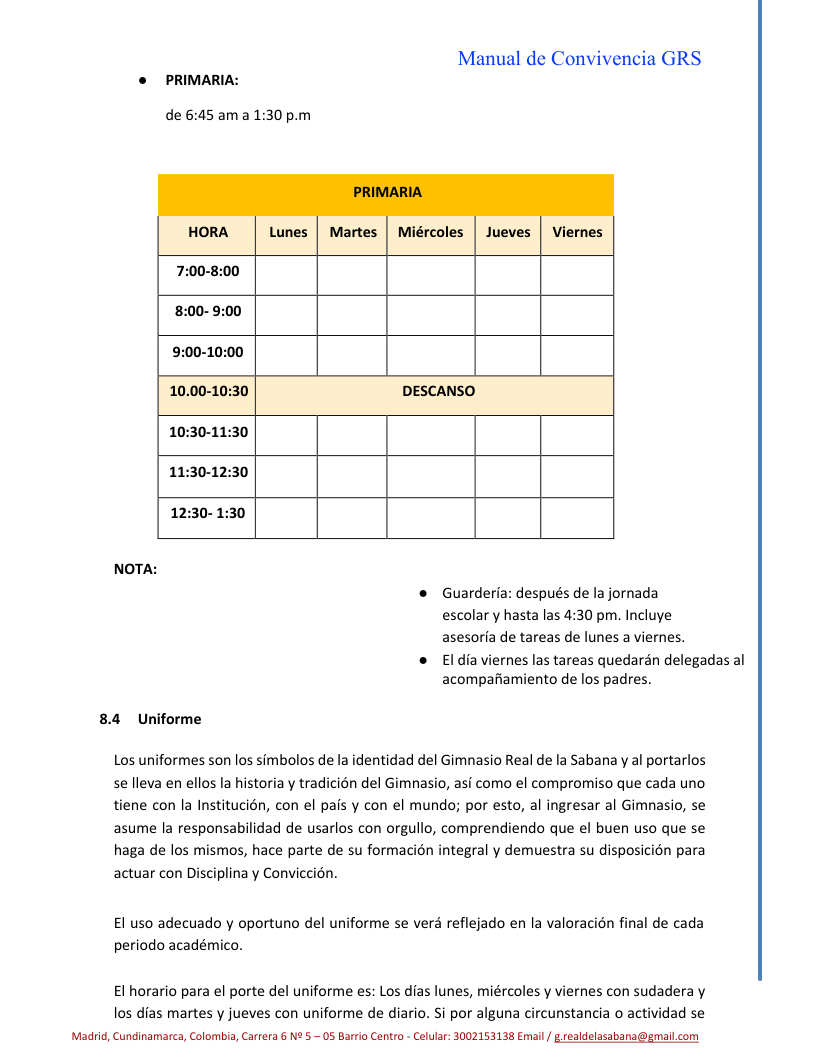 Manual de Convivencia GRS
● PRIMARIA:
de 6:45 am a 1:30 p.m
PRIMARIA
HORA Lunes Martes Miércoles Jueves Viernes
7:00-8:00
8:00- 9:00
9:00-10:00
10.00-10:30 DESCANSO
10:30-11:30
11:30-12:30
12:30- 1:30
NOTA:
● Guardería: después de la jornada
escolar y hasta las 4:30 pm. Incluye
asesoría de tareas de lunes a viernes.
● El día viernes las tareas quedarán delegadas al
acompañamiento de los padres.
8.4 Uniforme
Los uniformes son los símbolos de la identidad del Gimnasio Real de la Sabana y al portarlos
se lleva en ellos la historia y tradición del Gimnasio, así como el compromiso que cada uno
tiene con la Institución, con el país y con el mundo; por esto, al ingresar al Gimnasio, se
asume la responsabilidad de usarlos con orgullo, comprendiendo que el buen uso que se
haga de los mismos, hace parte de su formación integral y demuestra su disposición para
actuar con Disciplina y Convicción.
El uso adecuado y oportuno del uniforme se verá reflejado en la valoración final de cada
periodo académico.
El horario para el porte del uniforme es: Los días lunes, miércoles y viernes con sudadera y
los días martes y jueves con uniforme de diario. Si por alguna circunstancia o actividad se
Madrid, Cundinamarca, Colombia, Carrera 6 Nº 5 – 05 Barrio Centro - Celular: 3002153138 Email / g.realdelasabana@gmail.com